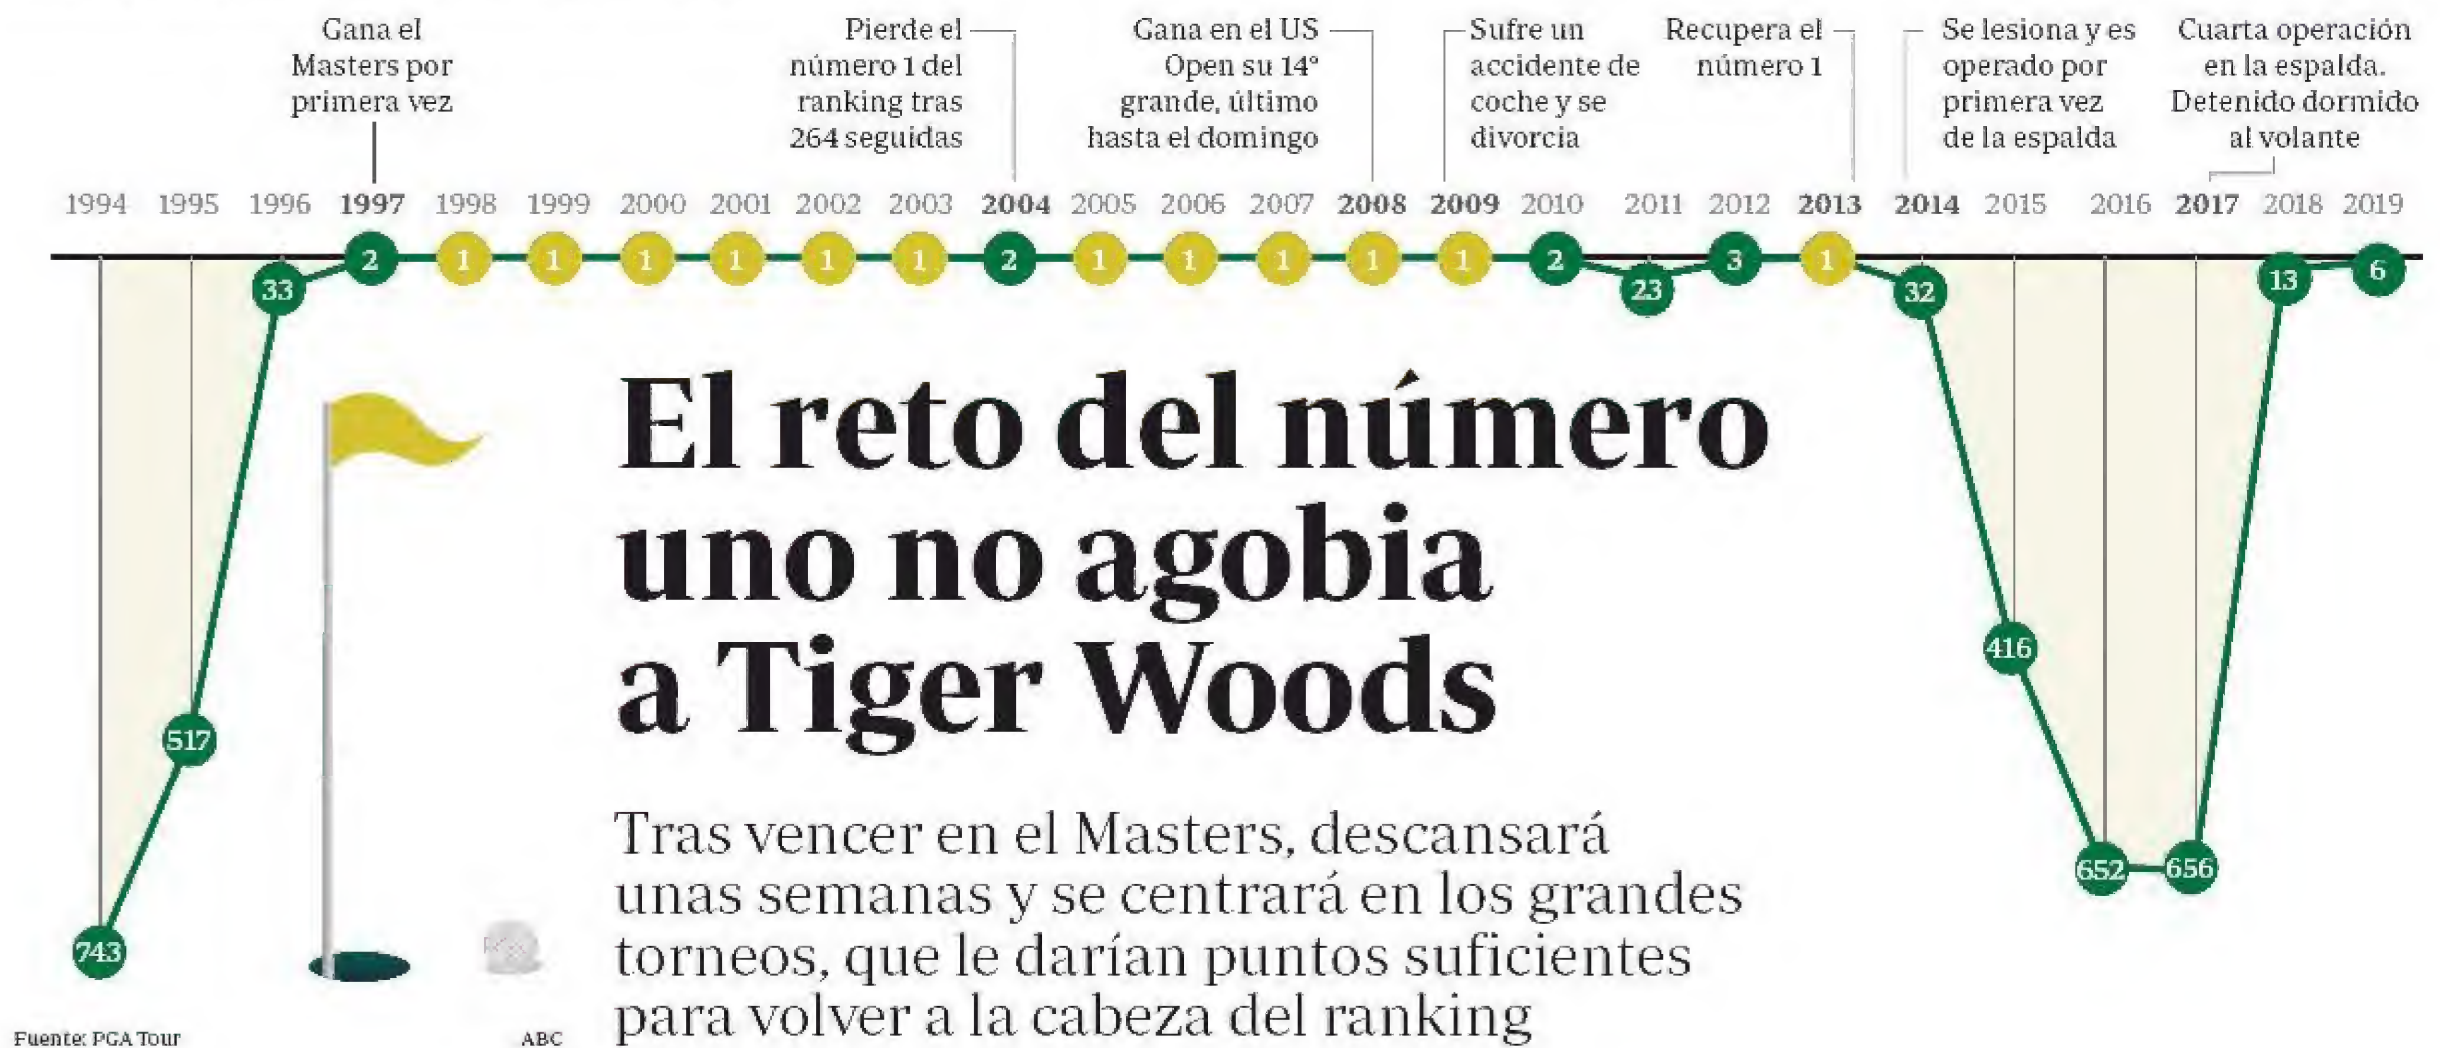 Gana el
Masters por
primera vez
Pierde el
número 1 del
ranking tras
264 seguidas
Gana en el US
Open su 14º
grande, último
hasta el domingo
Sufre un
accidente de
coche y se
divorcia
Recupera el
número 1
Se lesiona y es
operado por
primera vez
de la espalda
Cuarta operación
en la espalda.
Detenido dormido
al volante
1994 1995 1996 1997 1998 1999 2000 2001 2002 2003 2004 2005 2006 2007 2008 2009 2010 2011 2012 2013 2014 2015 2016 2017 2018 2019
743 517 33 2 1 1 1 1 1 1 2 1 1 1 1 1 2 23 3 1 32 416 652 656 13 6
El reto del número
uno no agobia
a Tiger Woods
Tras vencer en el Masters, descansará
unas semanas y se centrará en los grandes
torneos, que le darían puntos suficientes
para volver a la cabeza del ranking
Fuente: PGA Tour
ABC